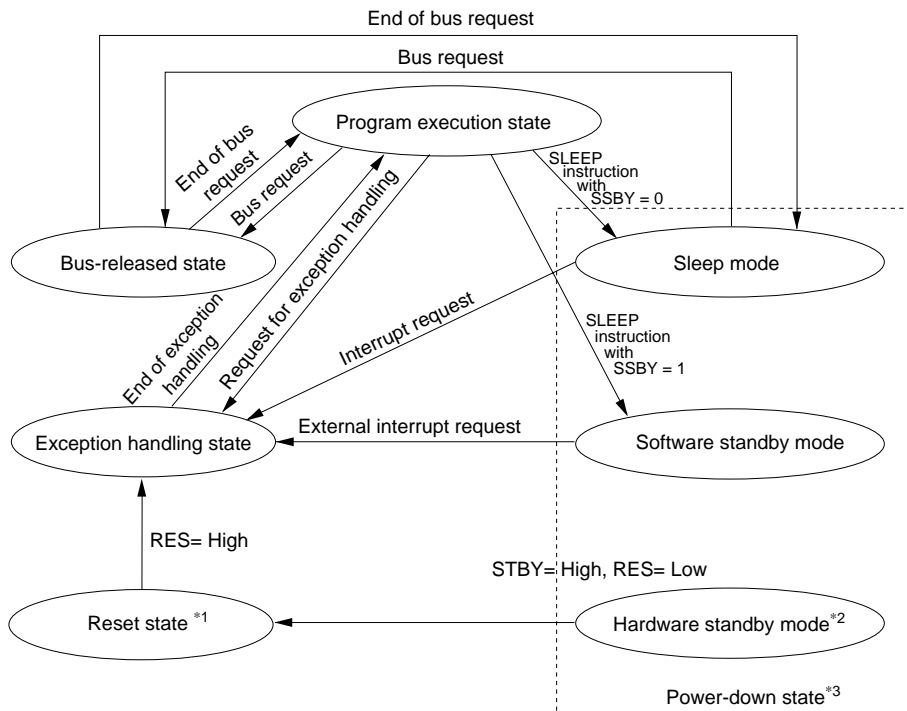 End of bus request
Bus request
Program execution state
End of bus
request
Bus request
SLEEP
instruction
with
SSBY = 0
Bus-released state
Sleep mode
End of exception
handling
Request for exception handling
Interrupt request
SLEEP
instruction
with
SSBY = 1
Exception handling state
External interrupt request
Software standby mode
RES= High
STBY= High, RES= Low
Reset state *1
Hardware standby mode*2
Power-down state*3